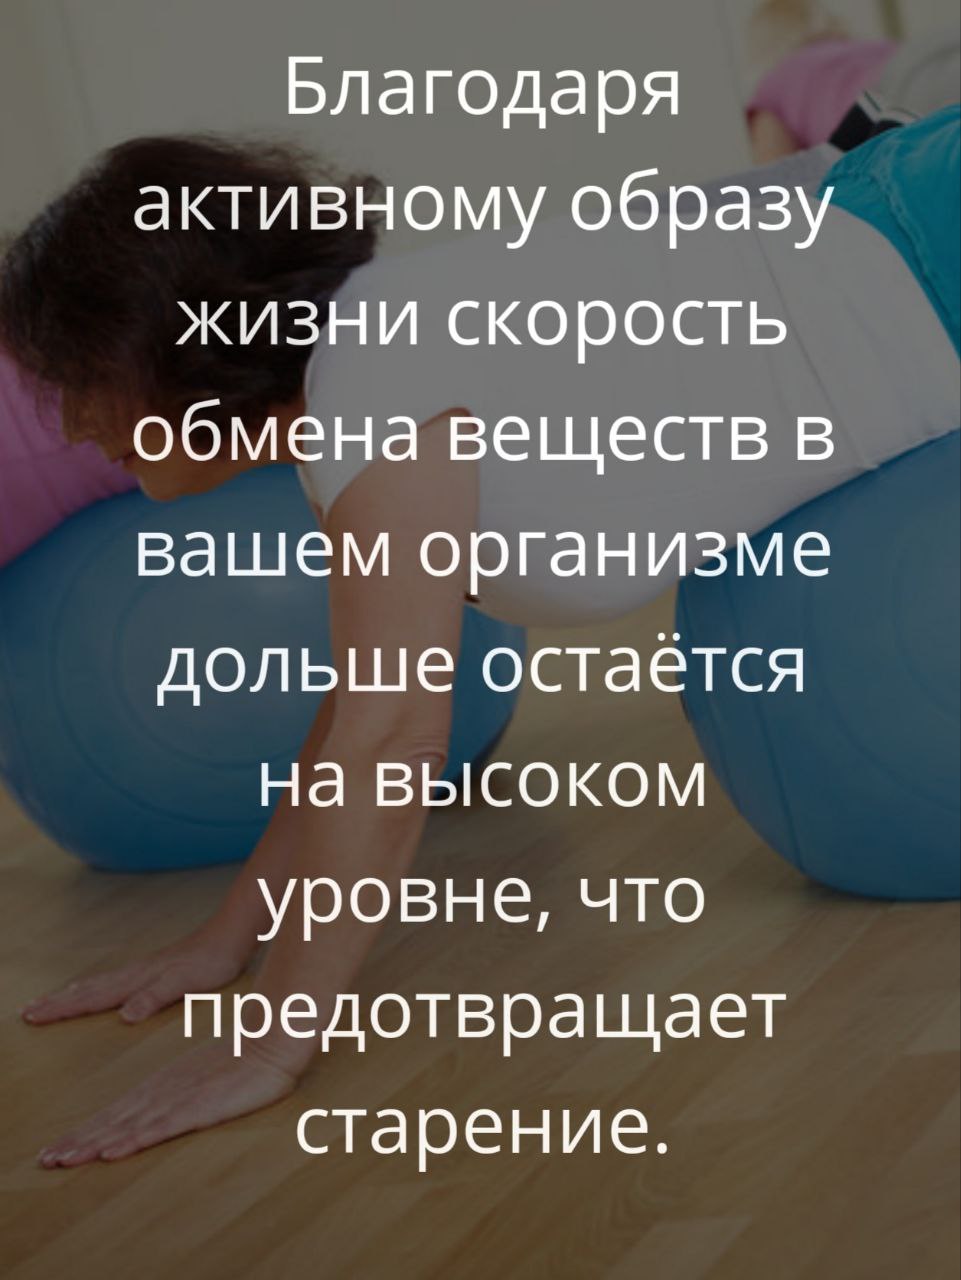 Благодаря
активному образу
жизни скорость
обмена веществ в
вашем организме
дольше остаётся
на высоком
уровне, что
предотвращает
старение.